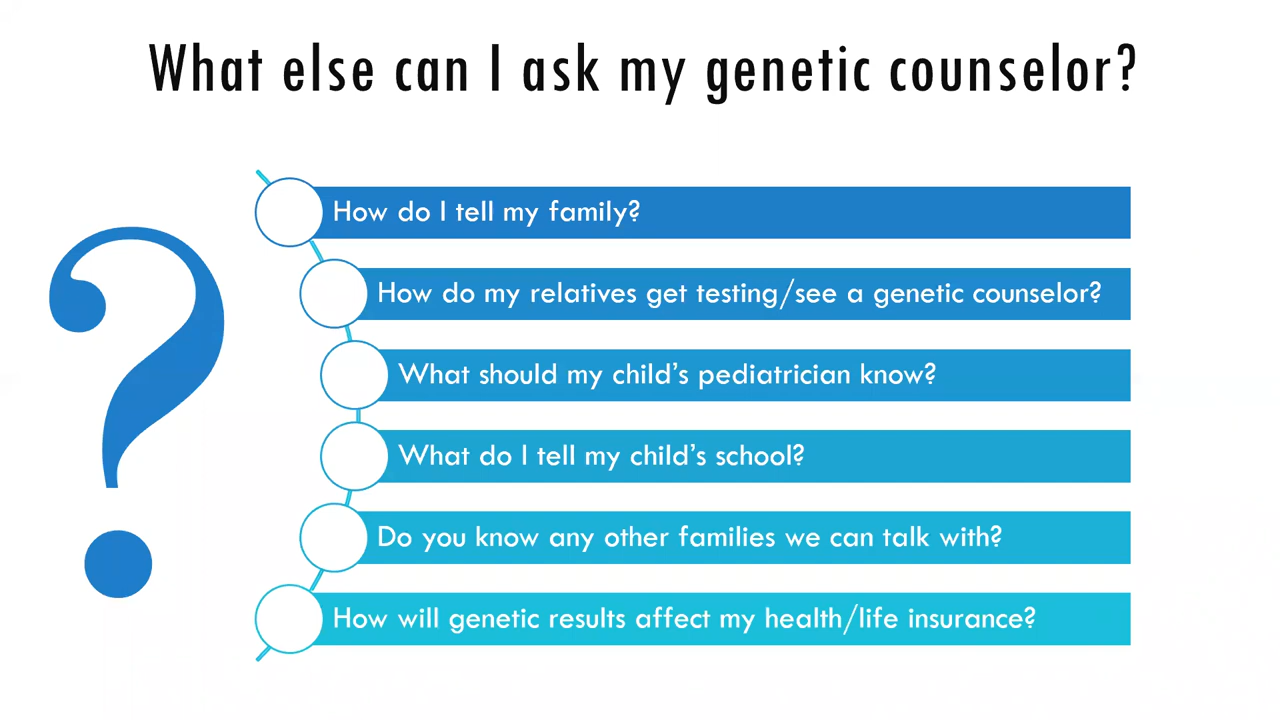 What else can I ask my genetic counselor?
How do I tell my family?
How do my relatives get testing/see a genetic counselor?
What should my child's pediatrician know?
What do I tell my child's school?
Do you know any other families we can talk with?
How will genetic results affect my health/life insurance?
?